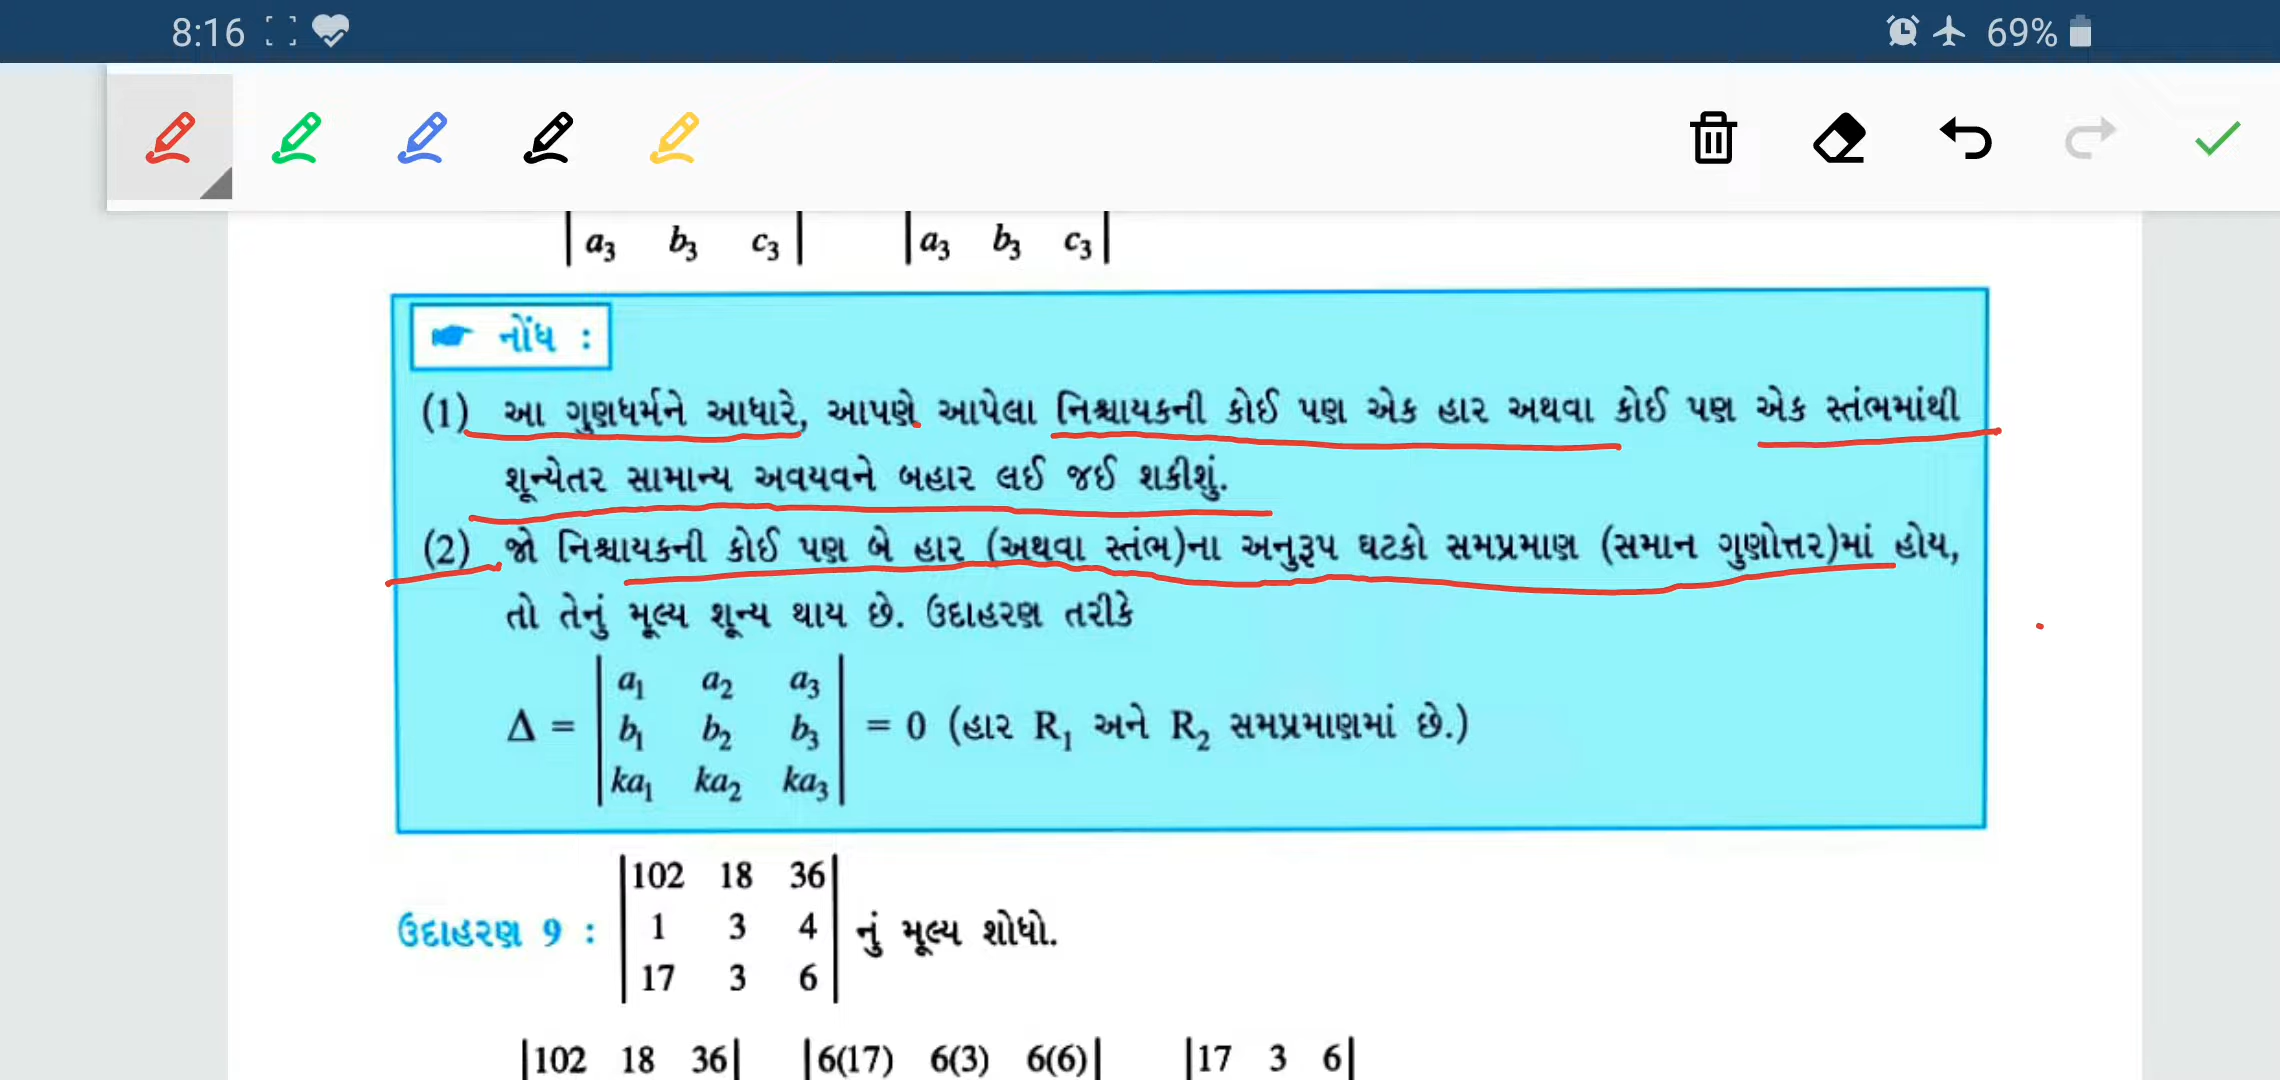 8:16 69%
a₃ b₃ c₃ a₃ b₃ c₃
નોંધ :
(1) આ ગુણધર્મને આધારે, આપણે આપેલા નિશ્ચાયકની કોઈ પણ એક હાર અથવા કોઈ પણ એક સ્તંભમાંથી
શૂન્યેતર સામાન્ય અવયવને બહાર લઈ જઈ શકીશું.
(2) જો નિશ્ચાયકની કોઈ પણ બે હાર (અથવા સ્તંભ)ના અનુરૂપ ઘટકો સમપ્રમાણ (સમાન ગુણોત્તર)માં હોય,
તો તેનું મૂલ્ય શૂન્ય થાય છે. ઉદાહરણ તરીકે
a₁ a₂ a₃
Δ = b₁ b₂ b₃ = 0 (હાર R₁ અને R₂ સમપ્રમાણમાં છે.)
ka₁ ka₂ ka₃
102 18 36
ઉદાહરણ 9 : 1 3 4 નું મૂલ્ય શોધો.
17 3 6
102 18 36 6(17) 6(3) 6(6) 17 3 6